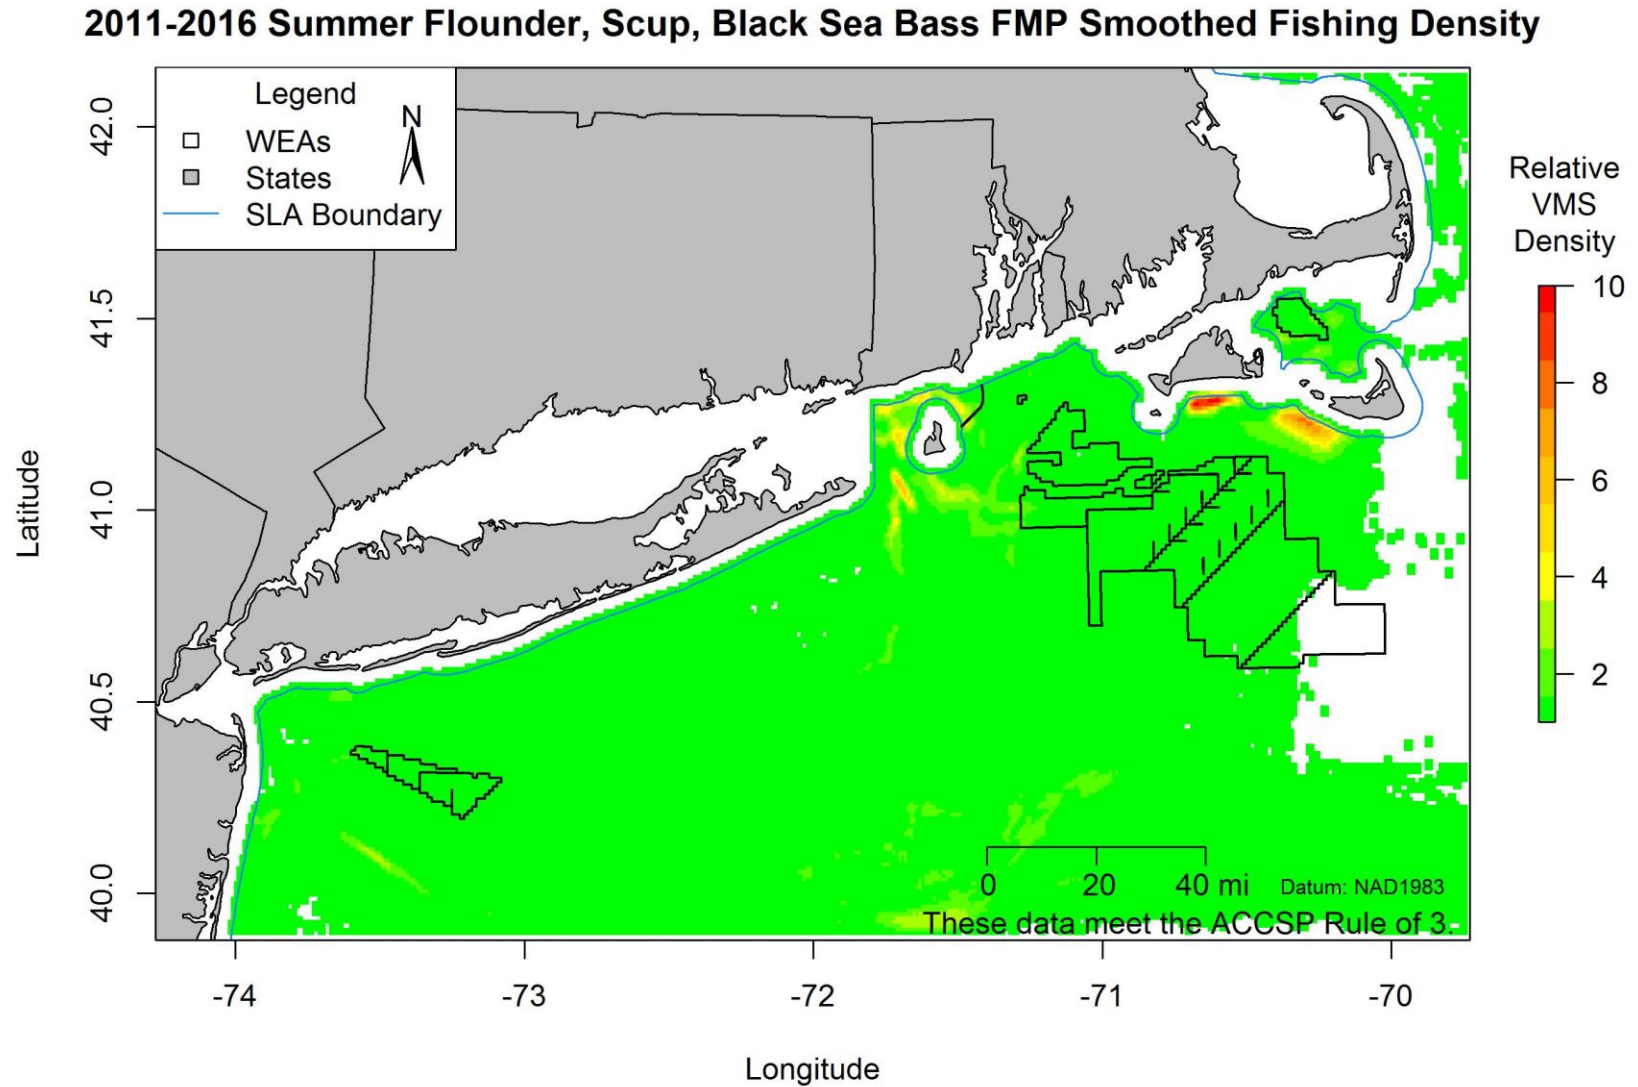 2011-2016 Summer Flounder, Scup, Black Sea Bass FMP Smoothed Fishing Density
Legend
N
WEAs
States
SLA Boundary
Relative
VMS
Density
10
8
6
4
2
42.0
41.5
41.0
40.5
40.0
Latitude
0 20 40 mi Datum: NAD1983
These data meet the ACCSP Rule of 3.
-74 -73 -72 -71 -70
Longitude